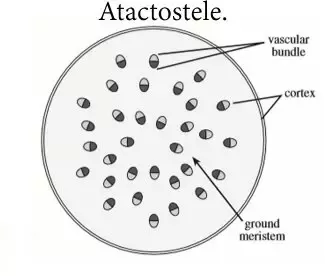 Atactostele.
vascular
bundle
cortex
ground
meristem